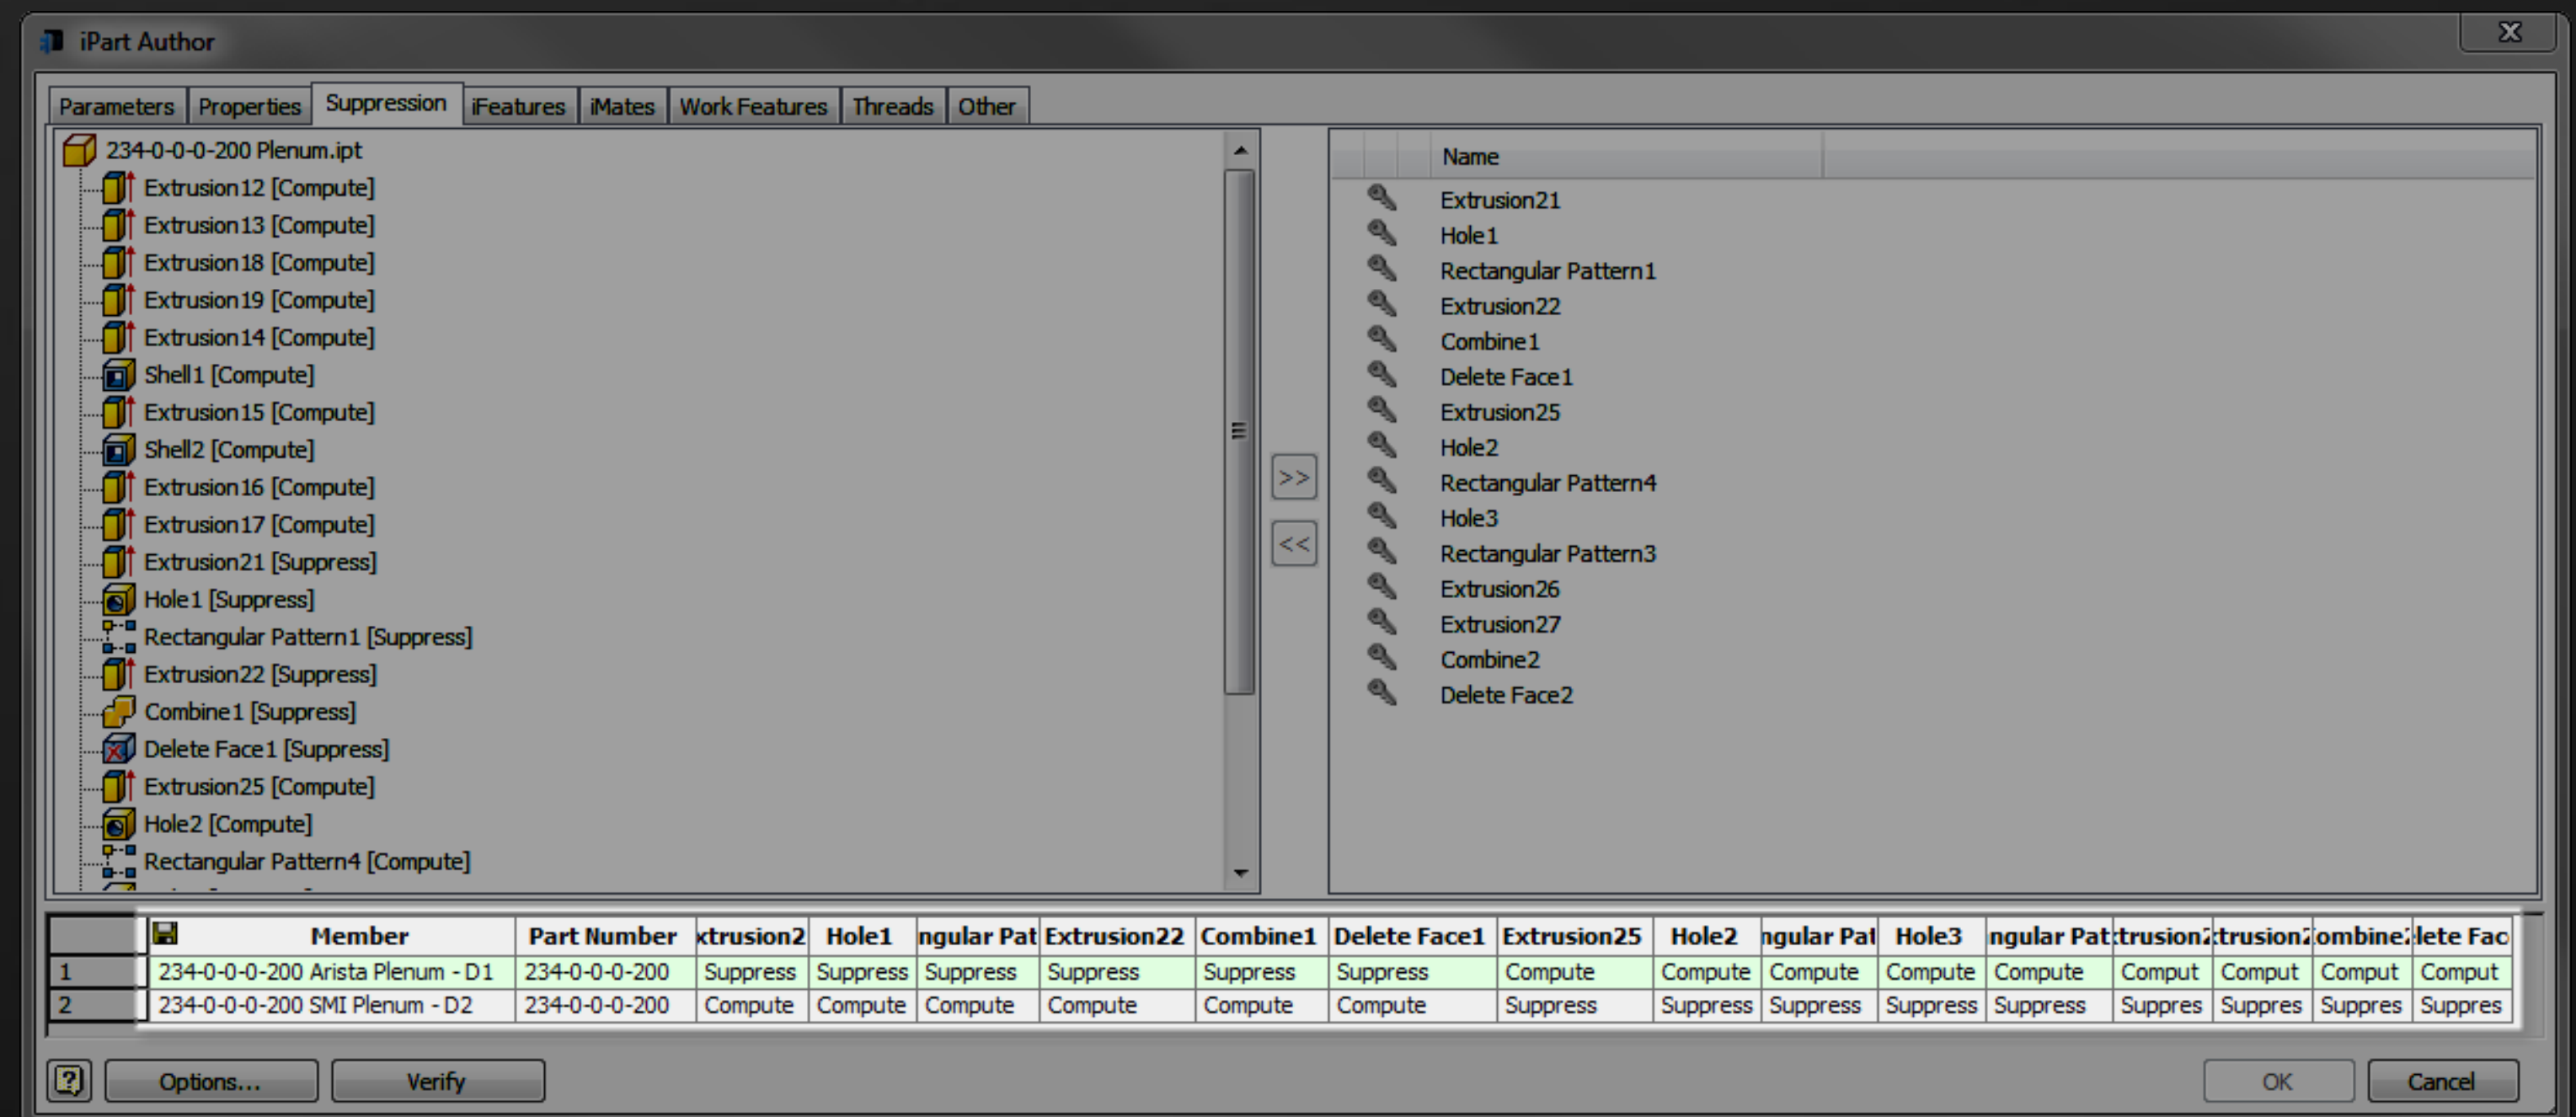 iPart Author
X
Parameters Properties Suppression iFeatures iMates Work Features Threads Other
234-0-0-0-200 Plenum.ipt
Extrusion12 [Compute]
Extrusion13 [Compute]
Extrusion18 [Compute]
Extrusion19 [Compute]
Extrusion14 [Compute]
Shell1 [Compute]
Extrusion15 [Compute]
Shell2 [Compute]
Extrusion16 [Compute]
Extrusion17 [Compute]
Extrusion21 [Suppress]
Hole1 [Suppress]
Rectangular Pattern1 [Suppress]
Extrusion22 [Suppress]
Combine1 [Suppress]
Delete Face1 [Suppress]
Extrusion25 [Compute]
Hole2 [Compute]
Rectangular Pattern4 [Compute]
>>
<<
Name
Extrusion21
Hole1
Rectangular Pattern1
Extrusion22
Combine1
Delete Face1
Extrusion25
Hole2
Rectangular Pattern4
Hole3
Rectangular Pattern3
Extrusion26
Extrusion27
Combine2
Delete Face2
Member Part Number xtrusion2 Hole1 ngular Pat Extrusion22 Combine1 Delete Face1 Extrusion25 Hole2 ngular Pat Hole3 ngular Pat trusion2 trusion2 ombine2 lete Fac
1 234-0-0-0-200 Arista Plenum - D1 234-0-0-0-200 Suppress Suppress Suppress Suppress Suppress Suppress Compute Compute Compute Compute Compute Comput Comput Comput Comput
2 234-0-0-0-200 SMI Plenum - D2 234-0-0-0-200 Compute Compute Compute Compute Compute Compute Suppress Suppress Suppress Suppress Suppress Suppres Suppres Suppres Suppres
? Options... Verify OK Cancel